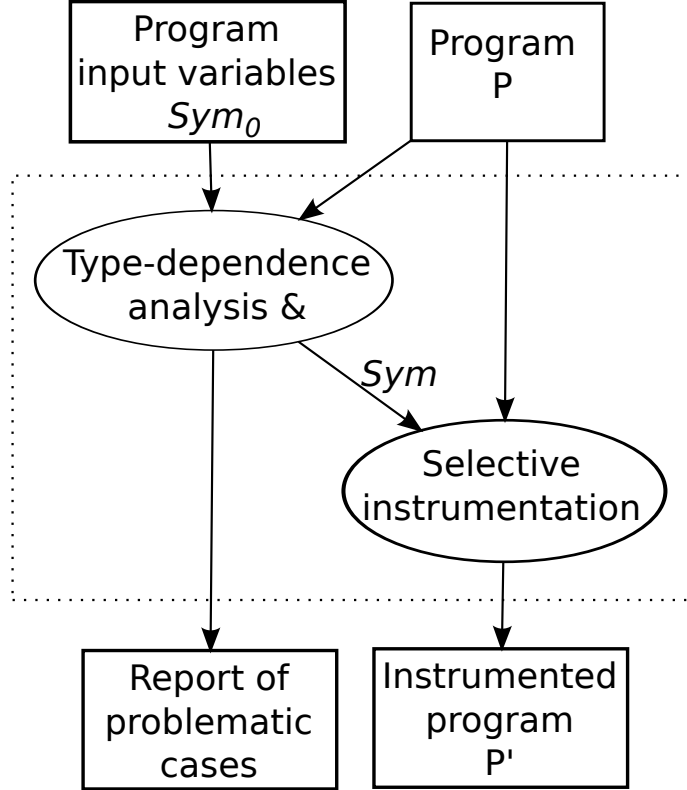 Program
input variables
Sym0
Program
P
Type-dependence
analysis &
Sym
Selective
instrumentation
Report of
problematic
cases
Instrumented
program
P'